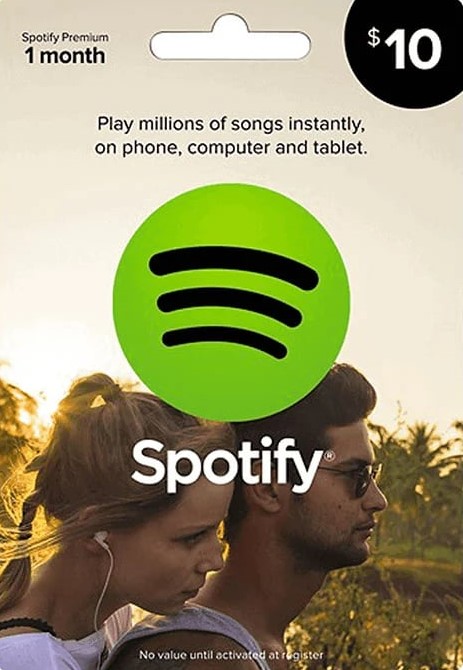 Spotify Premium
1 month
$10
Play millions of songs instantly,
on phone, computer and tablet.
Spotify®
No value until activated at register